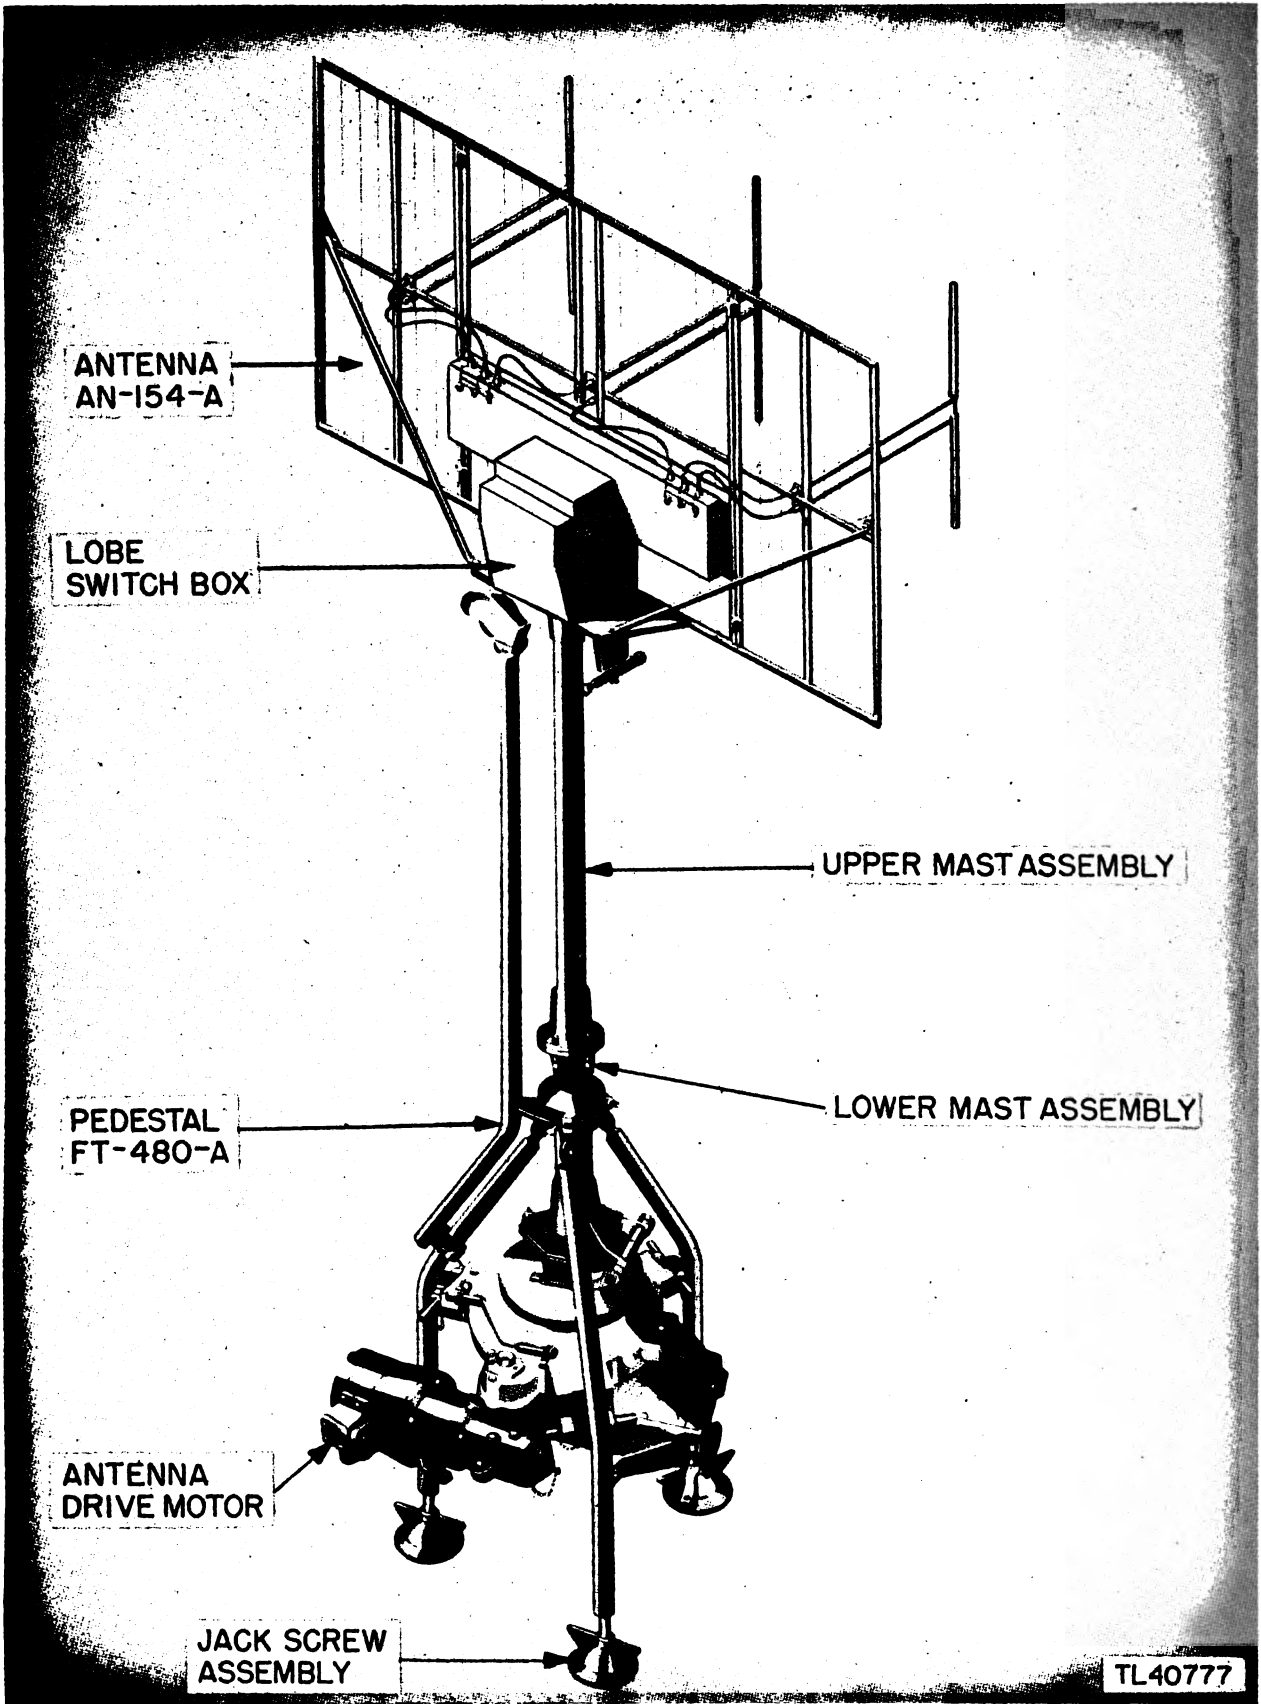 ANTENNA
AN-154-A
LOBE
SWITCH BOX
UPPER MAST ASSEMBLY
LOWER MAST ASSEMBLY
PEDESTAL
FT-480-A
ANTENNA
DRIVE MOTOR
JACK SCREW
ASSEMBLY
TL40777